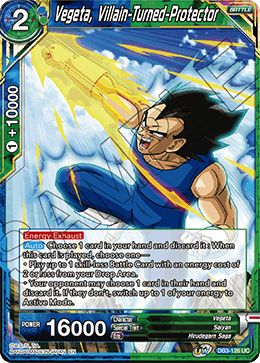 BATTLE
2
Vegeta, Villain-Turned-Protector
+10000
Energy-Exhaust
Auto Choose 1 card in your hand and discard it : When
this card is played, choose one—
• Play up to 1 skill-less Battle Card with an energy cost of
2 or less from your Drop Area.
• Your opponent may choose 1 card in their hand and
discard it. If they don't, switch up to 1 of your energy to
Active Mode.
POWER 16000
Character Vegeta
Special Trait Saiyan
Era Hirudegarn Saga
DB3-126 UC